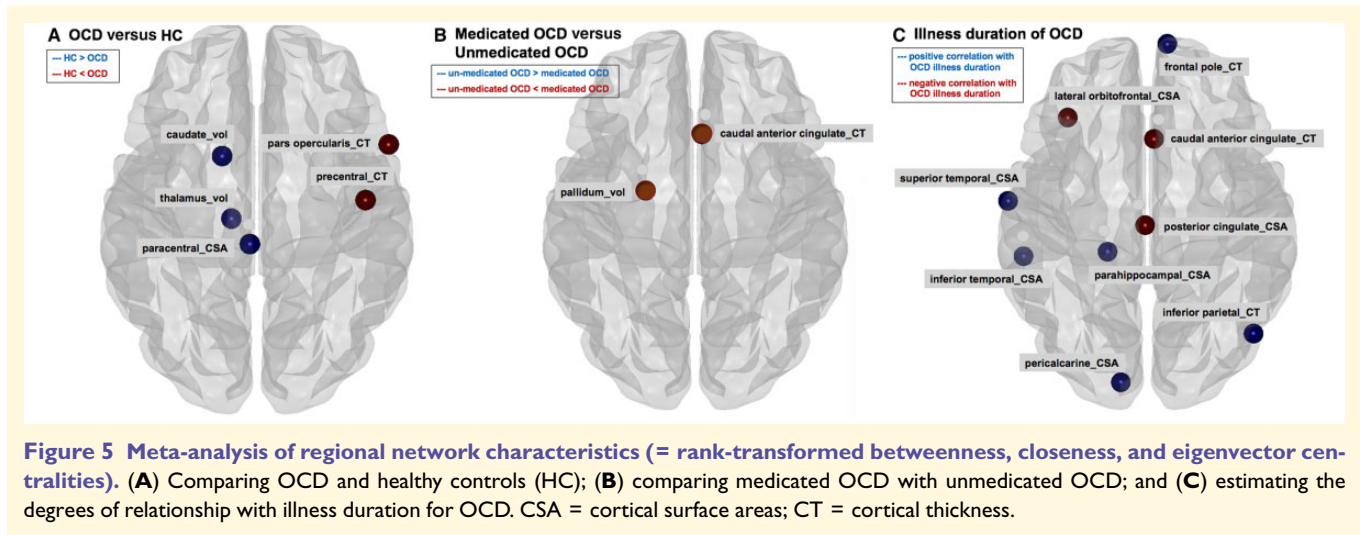 A OCD versus HC
--- HC > OCD
--- HC < OCD
caudate_vol
pars opercularis_CT
precentral_CT
thalamus_vol
paracentral_CSA
B Medicated OCD versus
Unmedicated OCD
--- un-medicated OCD > medicated OCD
--- un-medicated OCD < medicated OCD
caudal anterior cingulate_CT
pallidum_vol
C Illness duration of OCD
--- positive correlation with
OCD illness duration
--- negative correlation with
OCD illness duration
frontal pole_CT
lateral orbitofrontal_CSA
caudal anterior cingulate_CT
superior temporal_CSA
posterior cingulate_CSA
inferior temporal_CSA
parahippocampal_CSA
inferior parietal_CT
pericalcarine_CSA
Figure 5 Meta-analysis of regional network characteristics (= rank-transformed betweenness, closeness, and eigenvector cen-
tralities). (A) Comparing OCD and healthy controls (HC); (B) comparing medicated OCD with unmedicated OCD; and (C) estimating the
degrees of relationship with illness duration for OCD. CSA = cortical surface areas; CT = cortical thickness.